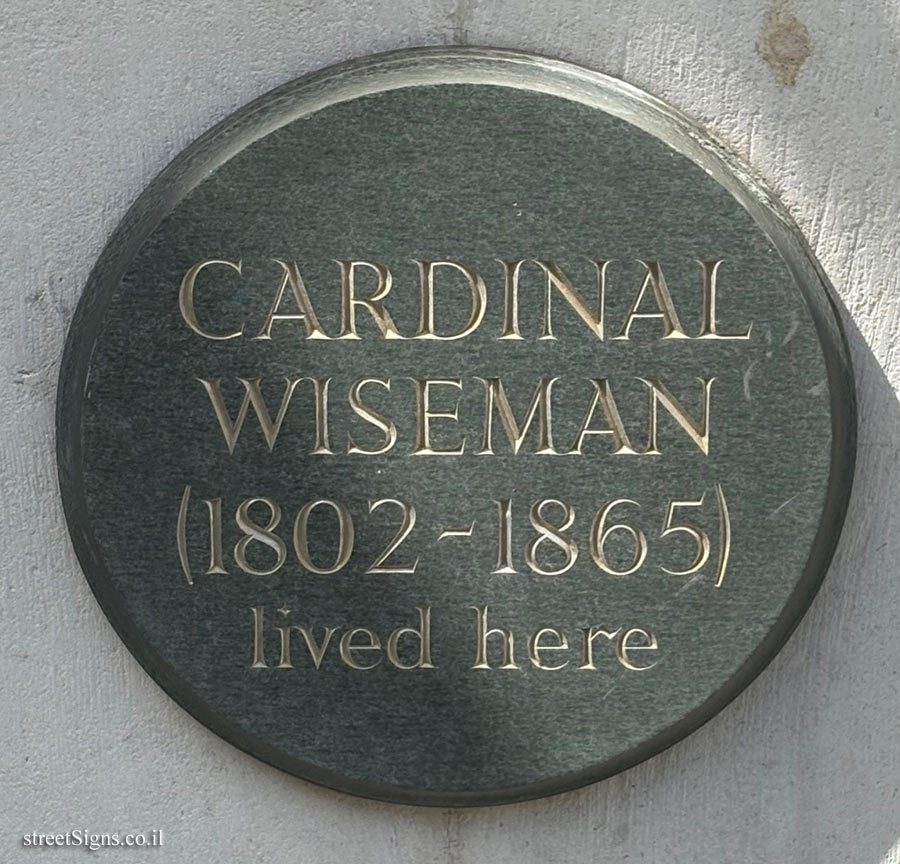 CARDINAL
WISEMAN
(1802-1865)
lived here
streetSigns.co.il